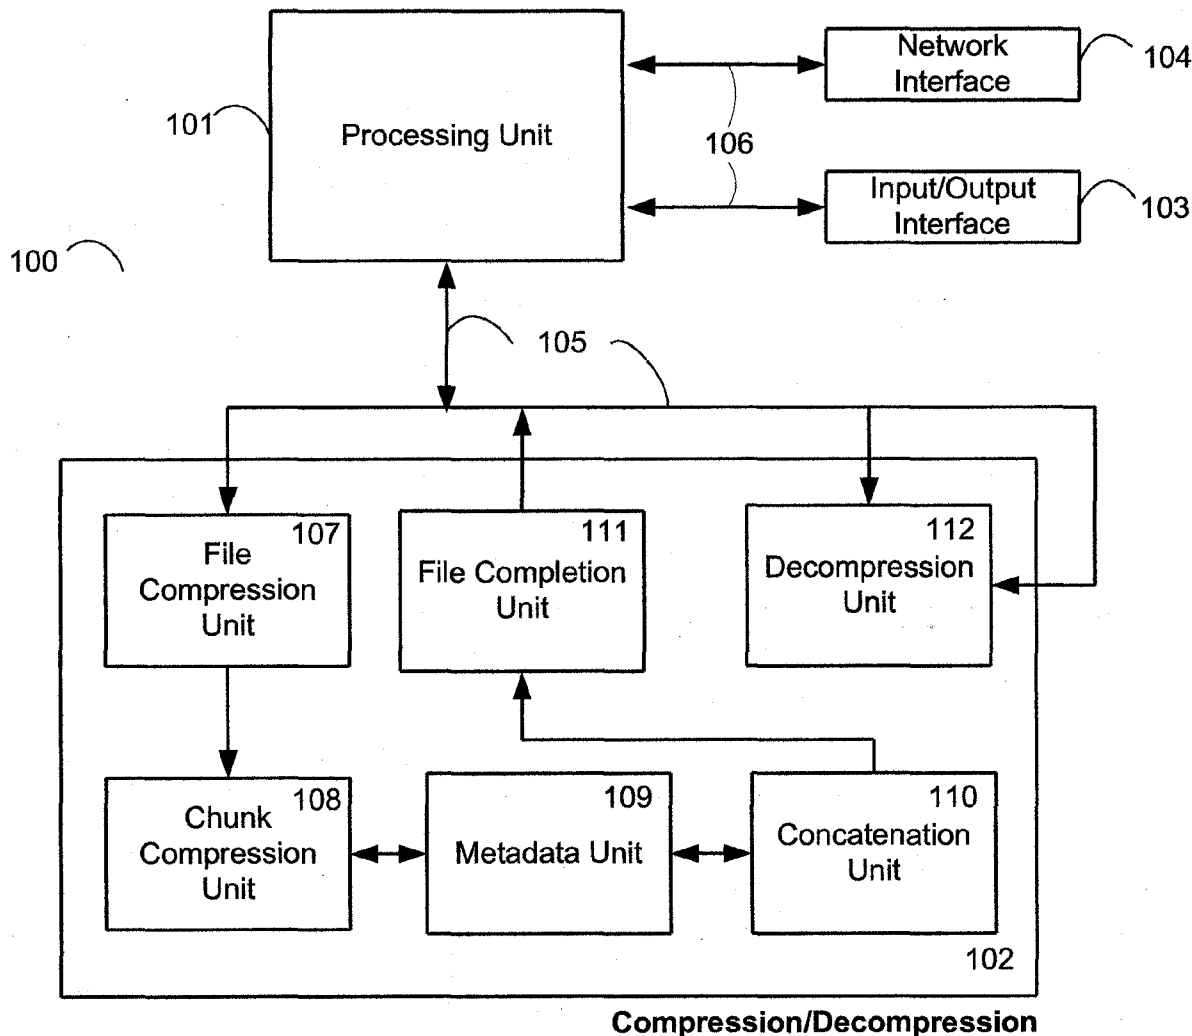 Network
Interface
104
101
Processing Unit
106
Input/Output
Interface
103
100
105
107
File
Compression
Unit
111
File Completion
Unit
112
Decompression
Unit
108
Chunk
Compression
Unit
109
Metadata Unit
110
Concatenation
Unit
102
Compression/Decompression